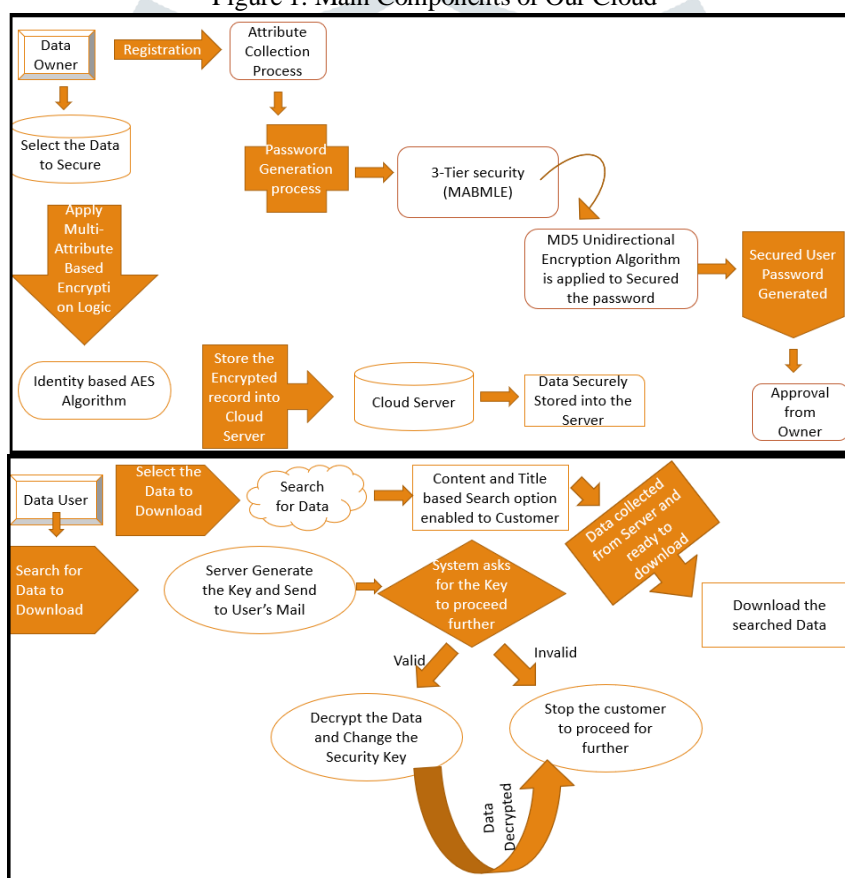 Figure 1: Main Components of Our Cloud
Data
Owner
Registration
Attribute
Collection
Process
Select the Data
to Secure
Password
Generation
process
3-Tier security
(MABMLE)
Apply
Multi-
Attribute
Based
Encrypti
on Logic
MD5 Unidirectional
Encryption Algorithm
is applied to Secured
the password
Secured User
Password
Generated
Identity based AES
Algorithm
Store the
Encrypted
record into
Cloud
Server
Cloud Server
Data Securely
Stored into the
Server
Approval
from
Owner
Data User
Select the
Data to
Download
Search
for Data
Content and Title
based Search option
enabled to Customer
Data collected
from Server and
ready to
download
Search for
Data to
Download
Server Generate
the Key and Send
to User's Mail
System asks
for the Key
to proceed
further
Download the
searched Data
Valid
Invalid
Decrypt the Data
and Change the
Security Key
Stop the customer
to proceed for
further
Data
Decrypted